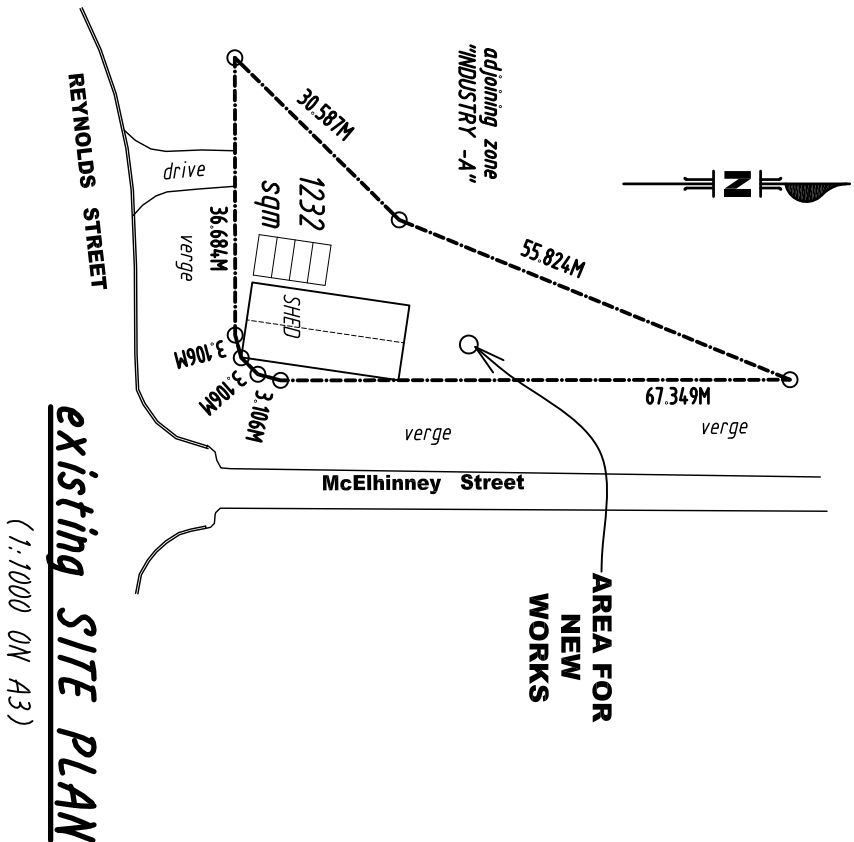 adjoining zone
"INDUSTRY -A"
N
30.587M
REYNOLDS STREET
drive
1232
sqm
36.684M
verge
55.824M
SHED
3.106M
3.106M
3.106M
67.349M
verge
verge
McElhinney Street
AREA FOR
NEW
WORKS
existing SITE PLAN
(1:1000 ON A3)